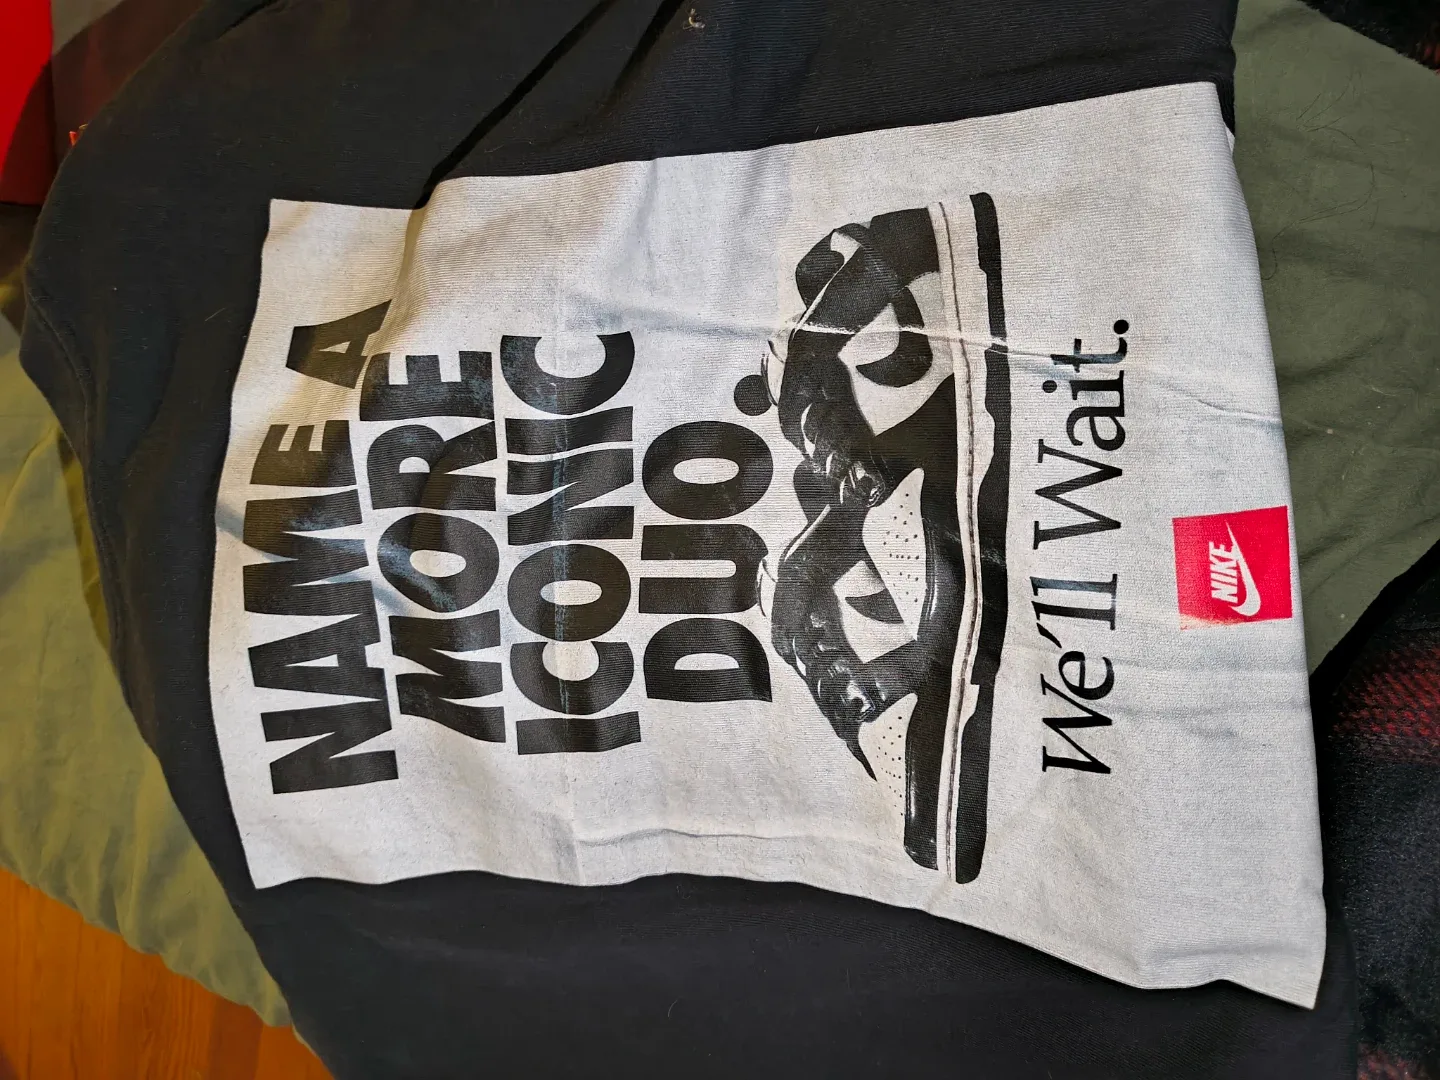 NAME A
MORE
ICONIC
DUO.
We'll Wait.
NIKE